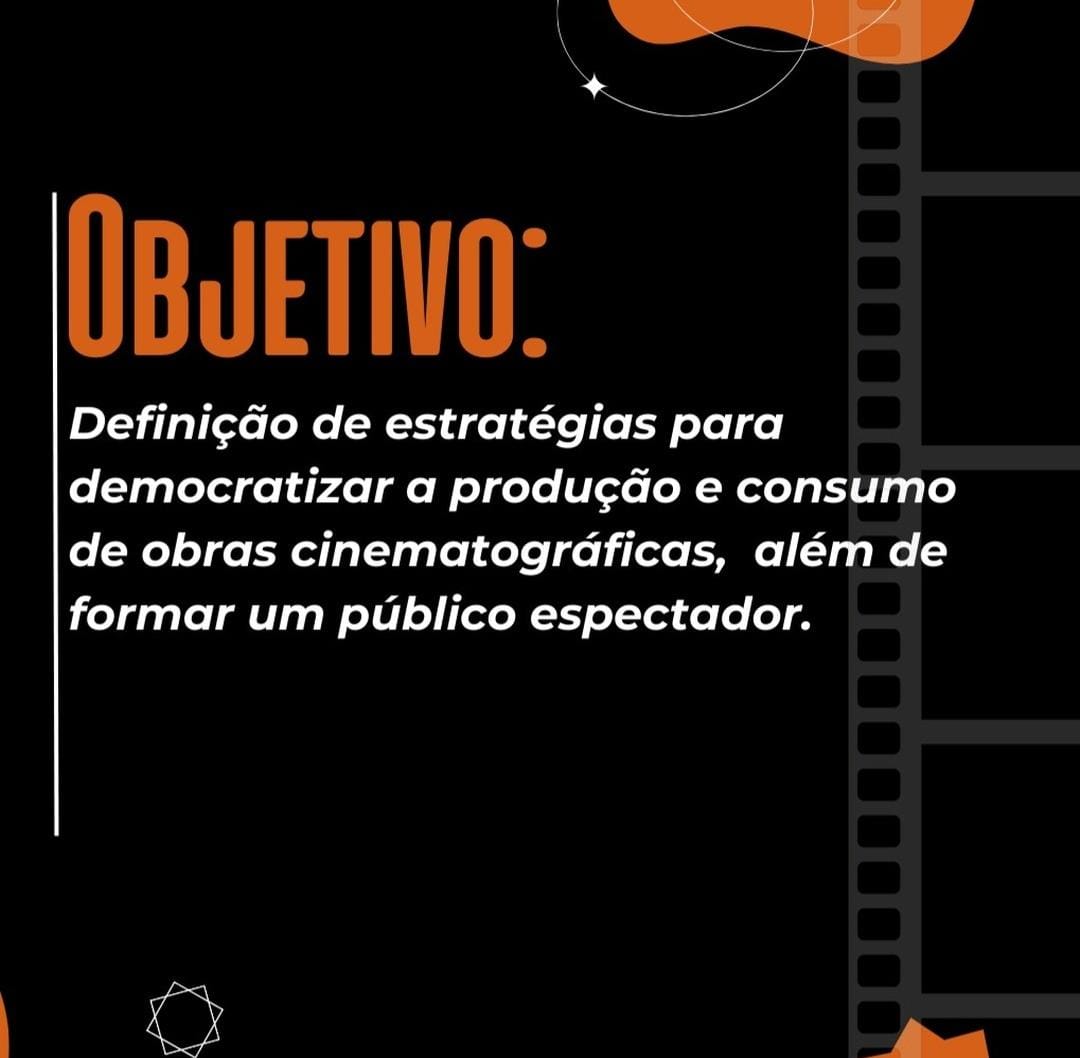 Objetivo:
Definição de estratégias para
democratizar a produção e consumo
de obras cinematográficas, além de
formar um público espectador.